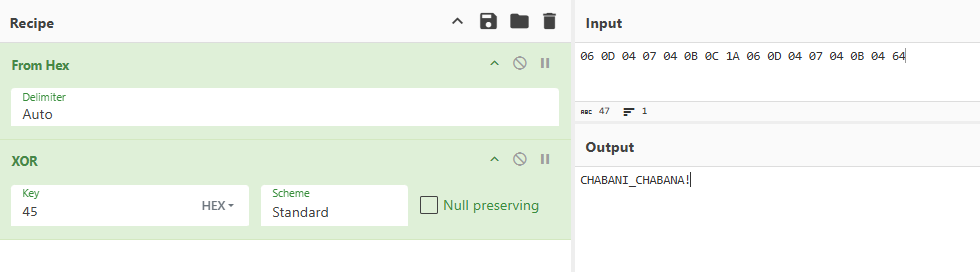 Recipe
From Hex
Delimiter
Auto
XOR
Key
45
HEX
Scheme
Standard
Null preserving
Input
06 0D 04 07 04 0B 0C 1A 06 0D 04 07 04 0B 04 64
ABC 47 1
Output
CHABANI_CHABANA!